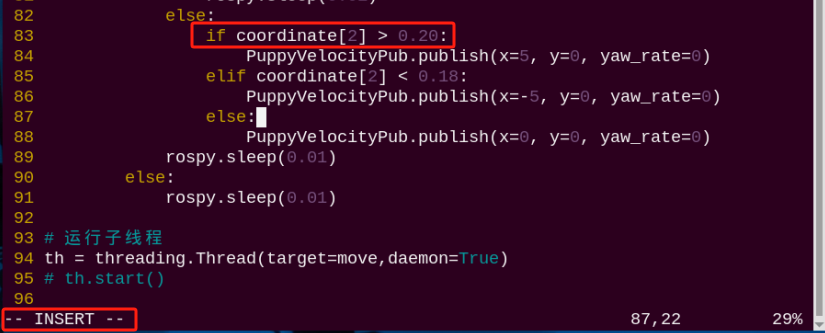 82 else:
83 if coordinate[2] > 0.20:
84 PuppyVelocityPub.publish(x=5, y=0, yaw_rate=0)
85 elif coordinate[2] < 0.18:
86 PuppyVelocityPub.publish(x=-5, y=0, yaw_rate=0)
87 else:
88 PuppyVelocityPub.publish(x=0, y=0, yaw_rate=0)
89 rospy.sleep(0.01)
90 else:
91 rospy.sleep(0.01)
92
93 # 运行子线程
94 th = threading.Thread(target=move,daemon=True)
95 # th.start()
96
-- INSERT -- 87,22 29%